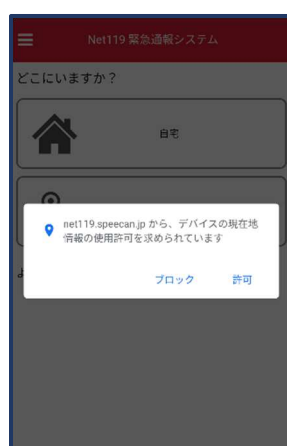 Net119 緊急通報システム
どこにいますか？
自宅
net119.speecan.jp から、デバイスの現在地
情報の使用許可を求められています
ブロック
許可